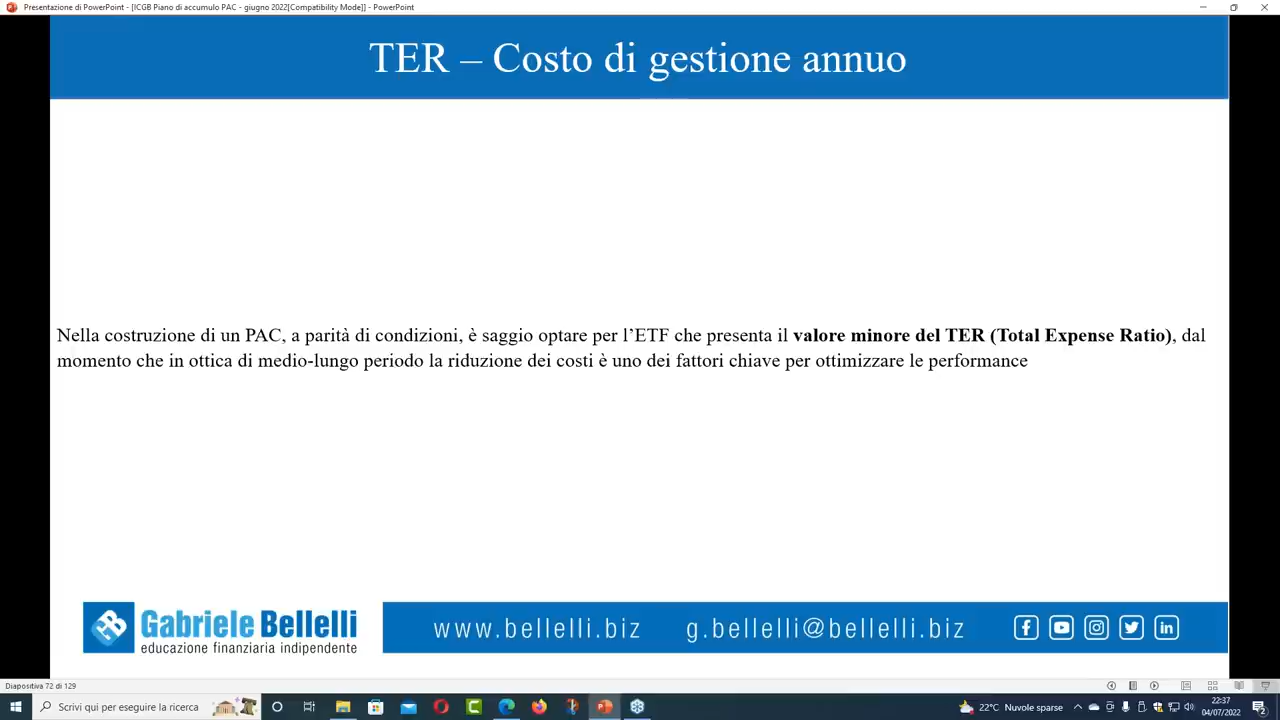 Presentazione di PowerPoint - [ICGB Piano di accumulo PAC - giugno 2022[Compatibility Mode]] - PowerPoint
TER – Costo di gestione annuo
Nella costruzione di un PAC, a parità di condizioni, è saggio optare per l’ETF che presenta il valore minore del TER (Total Expense Ratio), dal
momento che in ottica di medio-lungo periodo la riduzione dei costi è uno dei fattori chiave per ottimizzare le performance
Gabriele Bellelli
educazione finanziaria indipendente
www.bellelli.biz
g.bellelli@bellelli.biz
Diapositiva 72 di 129
Scrivi qui per eseguire la ricerca
22°C Nuvole sparse
22:37
04/07/2022
2